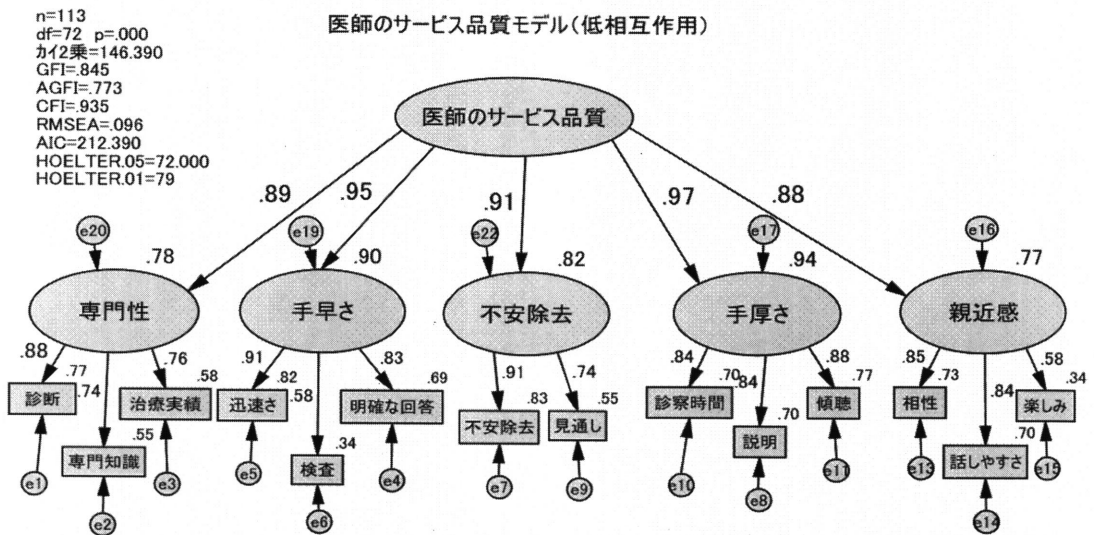 n=113
df=72 p=.000
カイ2乗=146.390
GFI=.845
AGFI=.773
CFI=.935
RMSEA=.096
AIC=212.390
HOELTER.05=72.000
HOELTER.01=79
医師のサービス品質モデル(低相互作用)
医師のサービス品質
.89
.95
.91
.97
.88
e20
e19
e22
e17
e16
.78
.90
.82
.94
.77
専門性
手早さ
不安除去
手厚さ
親近感
.88
.74
.76
.91
.58
.83
.91
.74
.84
.84
.88
.85
.84
.58
.77
診断
.55
専門知識
.58
治療実績
.82
迅速さ
.34
検査
.69
明確な回答
.83
不安除去
.55
見通し
.70
診察時間
.70
説明
.77
傾聴
.73
相性
.70
話しやすさ
.34
楽しみ
e1
e2
e3
e5
e6
e4
e7
e9
e10
e8
e11
e13
e14
e15